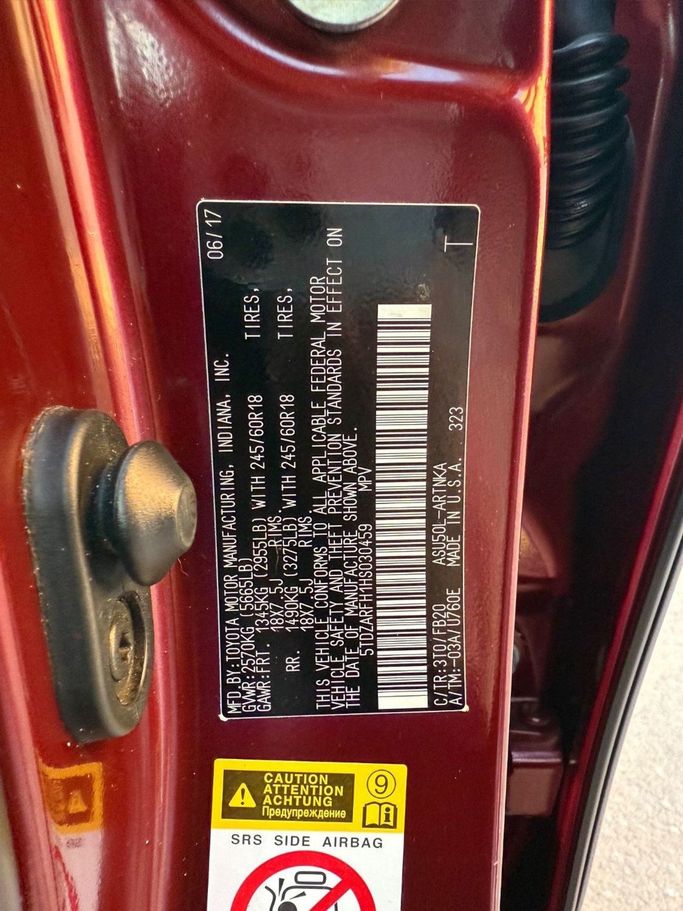 MFD.BY:TOYOTA MOTOR MANUFACTURING, INDIANA, INC. 06/17
GVWR:2570KG (5665LB)
GAWR:FRT. 1345KG (2955LB) WITH 245/60R18 TIRES,
18X7.5J RIMS.
RR. 1490KG (3275LB) WITH 245/60R18 TIRES,
18X7.5J RIMS.
THIS VEHICLE CONFORMS TO ALL APPLICABLE FEDERAL MOTOR
VEHICLE SAFETY AND THEFT PREVENTION STANDARDS IN EFFECT ON
THE DATE OF MANUFACTURE SHOWN ABOVE.
5TDZARFH1HS030459 MPV
C/TR:3T0/FB20 ASU50L-ARTNKA T
A/TM:-03A/U760E MADE IN U.S.A. 323
CAUTION
ATTENTION
ACHTUNG
Предупреждение
9
SRS SIDE AIRBAG